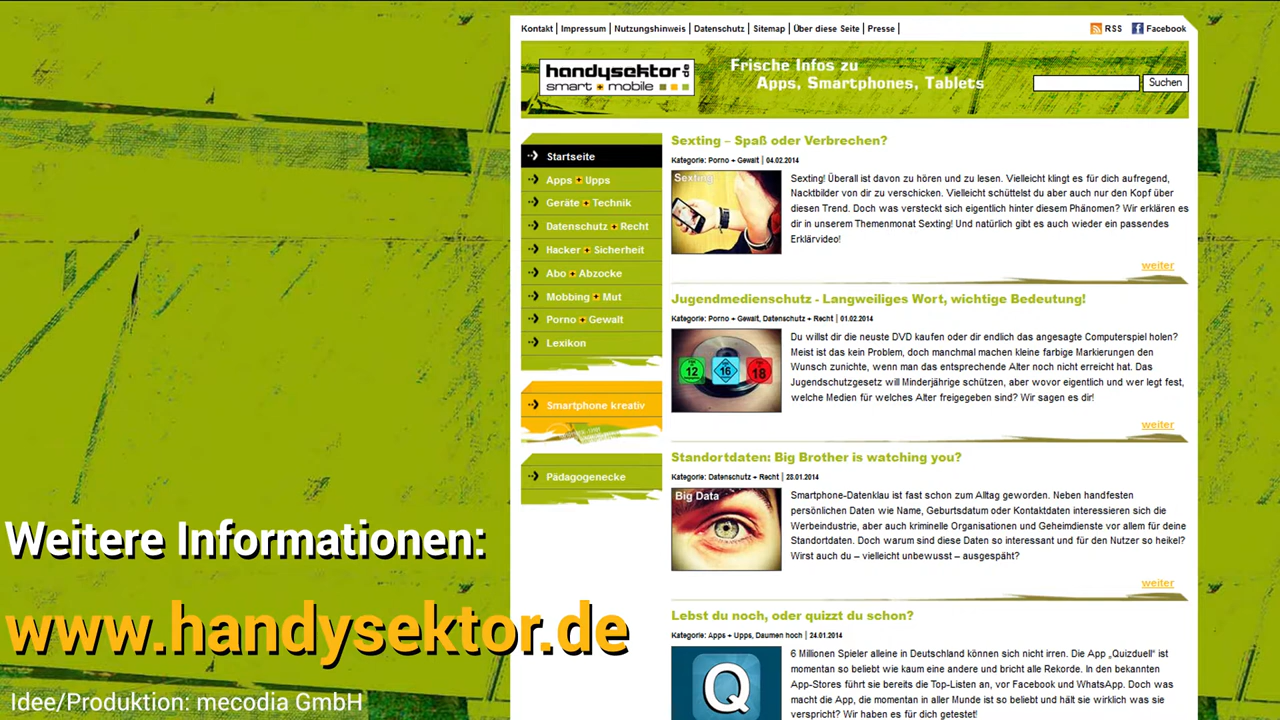 Kontakt | Impressum | Nutzungshinweis | Datenschutz | Sitemap | Über diese Seite | Presse |
RSS Facebook
handysektor.de
smart + mobile
Frische Infos zu
Apps, Smartphones, Tablets
Suchen
Startseite
Apps + Upps
Geräte + Technik
Datenschutz + Recht
Hacker + Sicherheit
Abo + Abzocke
Mobbing + Mut
Porno + Gewalt
Lexikon
Smartphone kreativ
Pädagogenecke
Sexting – Spaß oder Verbrechen?
Kategorie: Porno + Gewalt | 04.02.2014
Sexting
Sexting! Überall ist davon zu hören und zu lesen. Vielleicht klingt es für dich aufregend,
Nacktbilder von dir zu verschicken. Vielleicht schüttelst du aber auch nur den Kopf über
diesen Trend. Doch was versteckt sich eigentlich hinter diesem Phänomen? Wir erklären es
dir in unserem Themenmonat Sexting! Und natürlich gibt es auch wieder ein passendes
Erklärvideo!
weiter
Jugendmedienschutz - Langweiliges Wort, wichtige Bedeutung!
Kategorie: Porno + Gewalt, Datenschutz + Recht | 01.02.2014
12 16 18
Du willst dir die neuste DVD kaufen oder dir endlich das angesagte Computerspiel holen?
Meist ist das kein Problem, doch manchmal machen kleine farbige Markierungen den
Wunsch zunichte, wenn man das entsprechende Alter noch nicht erreicht hat. Das
Jugendschutzgesetz will Minderjährige schützen, aber wovor eigentlich und wer legt fest,
welche Medien für welches Alter freigegeben sind? Wir sagen es dir!
weiter
Standortdaten: Big Brother is watching you?
Kategorie: Datenschutz + Recht | 28.01.2014
Big Data
Smartphone-Datenklau ist fast schon zum Alltag geworden. Neben handfesten
persönlichen Daten wie Name, Geburtsdatum oder Kontaktdaten interessieren sich die
Werbeindustrie, aber auch kriminelle Organisationen und Geheimdienste vor allem für deine
Standortdaten. Doch warum sind diese Daten so interessant und für den Nutzer so heikel?
Wirst auch du – vielleicht unbewusst – ausgespäht?
weiter
Lebst du noch, oder quizzt du schon?
Kategorie: Apps + Upps, Daumen hoch | 24.01.2014
Q
6 Millionen Spieler alleine in Deutschland können sich nicht irren. Die App „Quizduell“ ist
momentan so beliebt wie kaum eine andere und bricht alle Rekorde. In den bekannten
App-Stores führt sie bereits die Top-Listen an, vor Facebook und WhatsApp. Doch was
macht die App, die momentan in aller Munde ist so beliebt und hält sie wirklich was sie
verspricht? Wir haben es für dich getestet!
Weitere Informationen:
www.handysektor.de
Idee/Produktion: mecodia GmbH